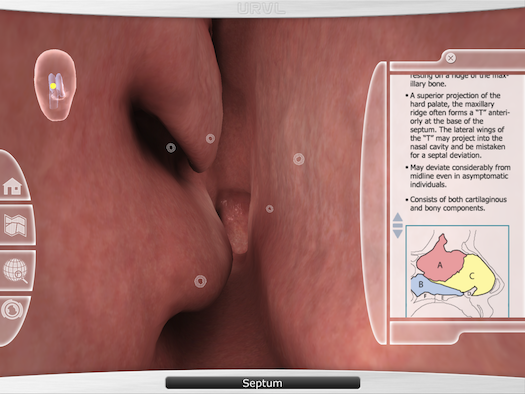 resting on a ridge of the max-
illary bone.
• A superior projection of the
hard palate, the maxillary
ridge often forms a “T” anteri-
orly at the base of the
septum. The lateral wings of
the “T” may project into the
nasal cavity and be mistaken
for a septal deviation.
• May deviate considerably from
midline even in asymptomatic
individuals.
• Consists of both cartilaginous
and bony components.
A
B
C
Septum